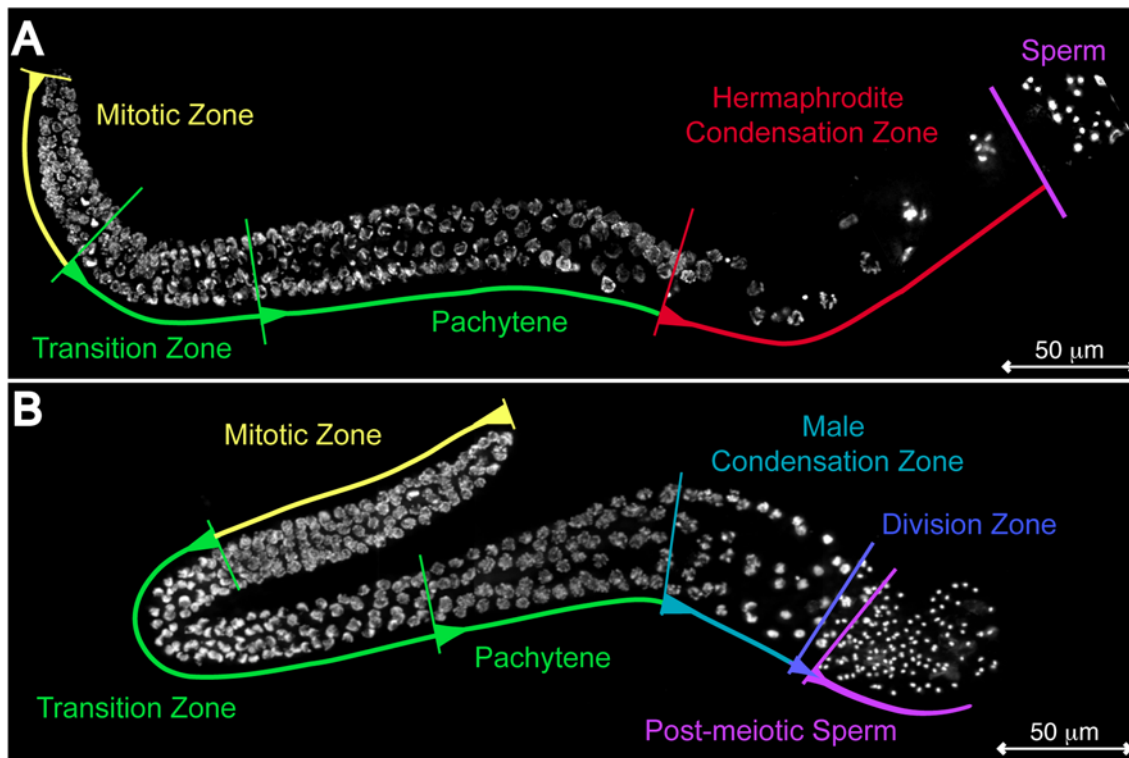 A
Sperm
Mitotic Zone
Hermaphrodite
Condensation Zone
Pachytene
Transition Zone
50 μm
B
Mitotic Zone
Male
Condensation Zone
Division Zone
Pachytene
Transition Zone
Post-meiotic Sperm
50 μm